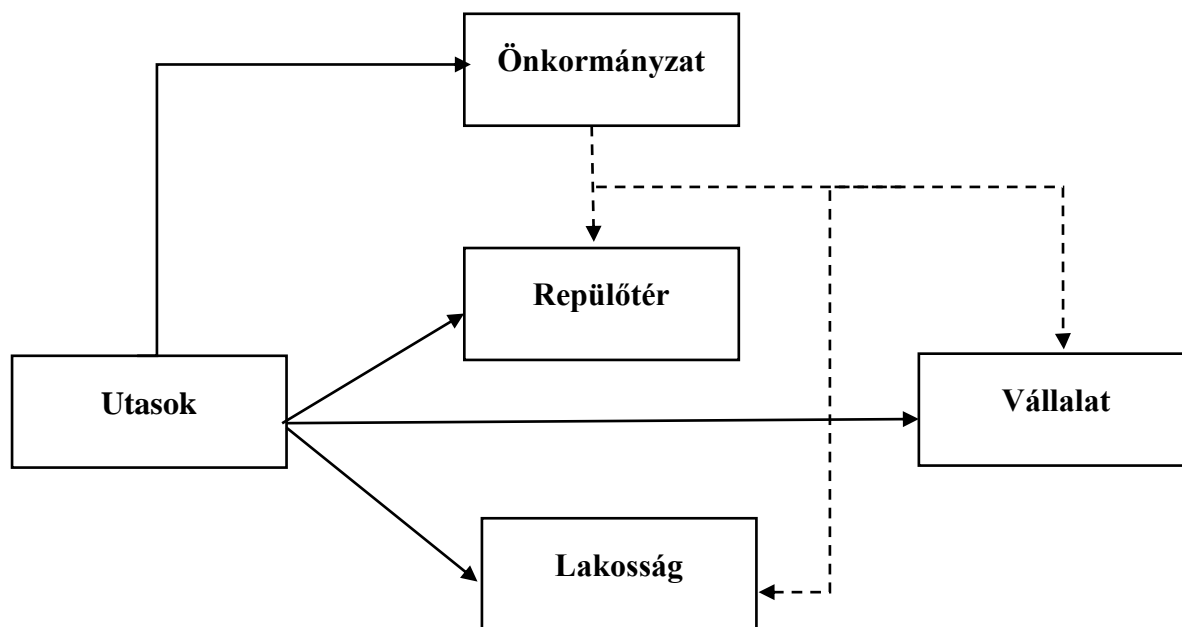 Önkormányzat
Repülőtér
Utasok
Vállalat
Lakosság